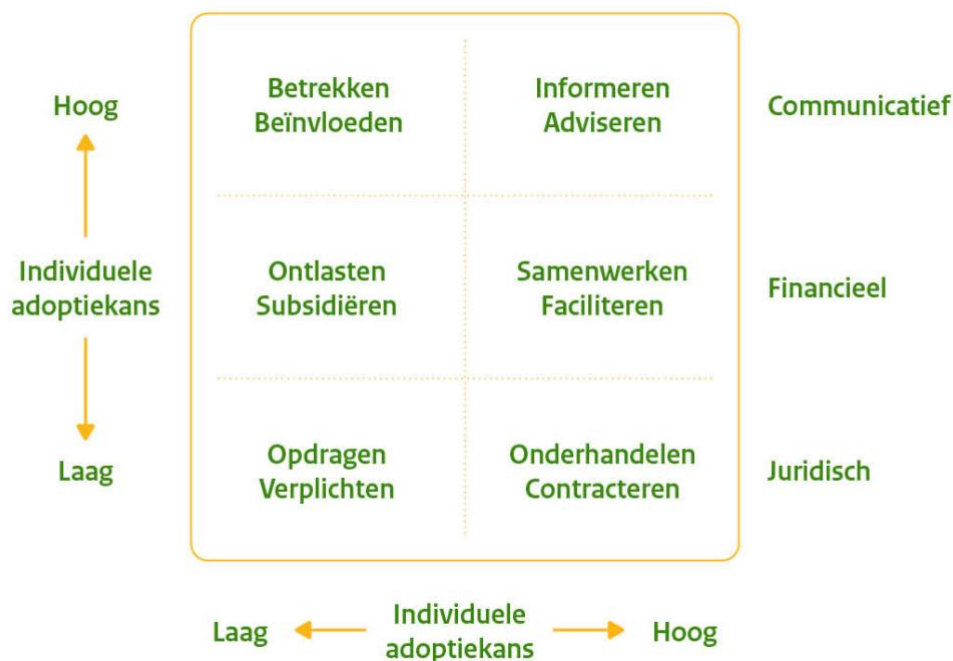 Hoog
Individuele
adoptiekans
Laag
Betrekken
Beïnvloeden
Informeren
Adviseren
Communicatief
Ontlasten
Subsidiëren
Samenwerken
Faciliteren
Financieel
Opdragen
Verplichten
Onderhandelen
Contracteren
Juridisch
Laag
Individuele
adoptiekans
Hoog